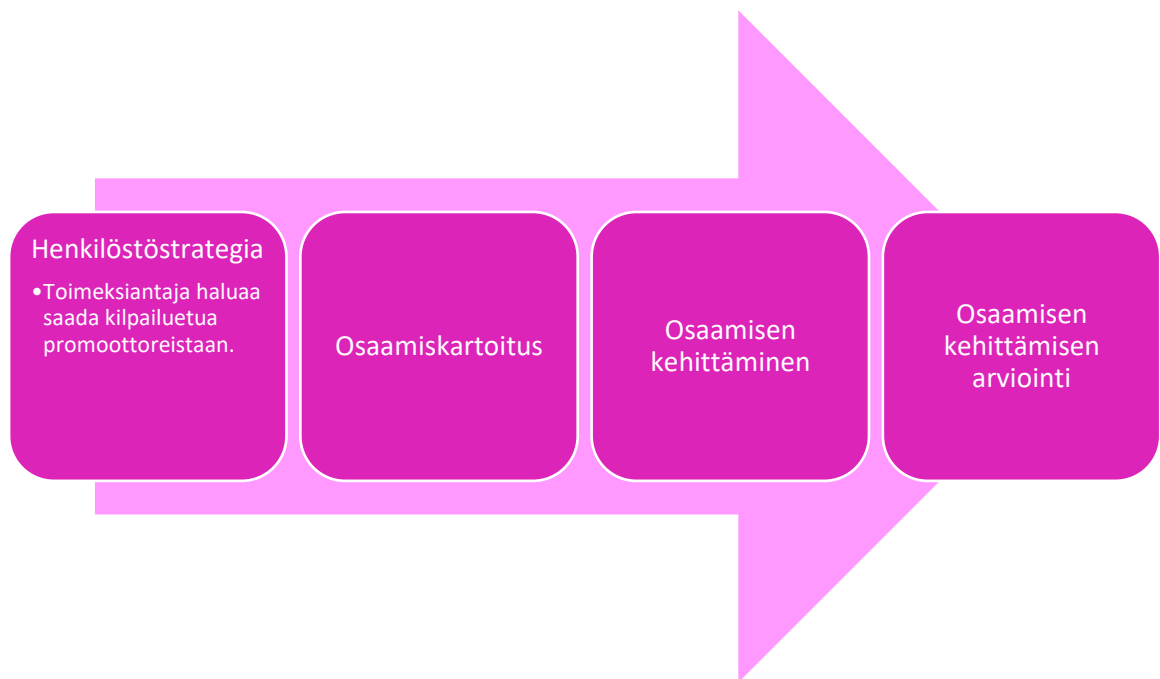 Henkilöstöstrategia
•Toimeksiantaja haluaa
saada kilpailuetua
promoottoreistaan.
Osaamiskartoitus
Osaamisen
kehittäminen
Osaamisen
kehittämisen
arviointi